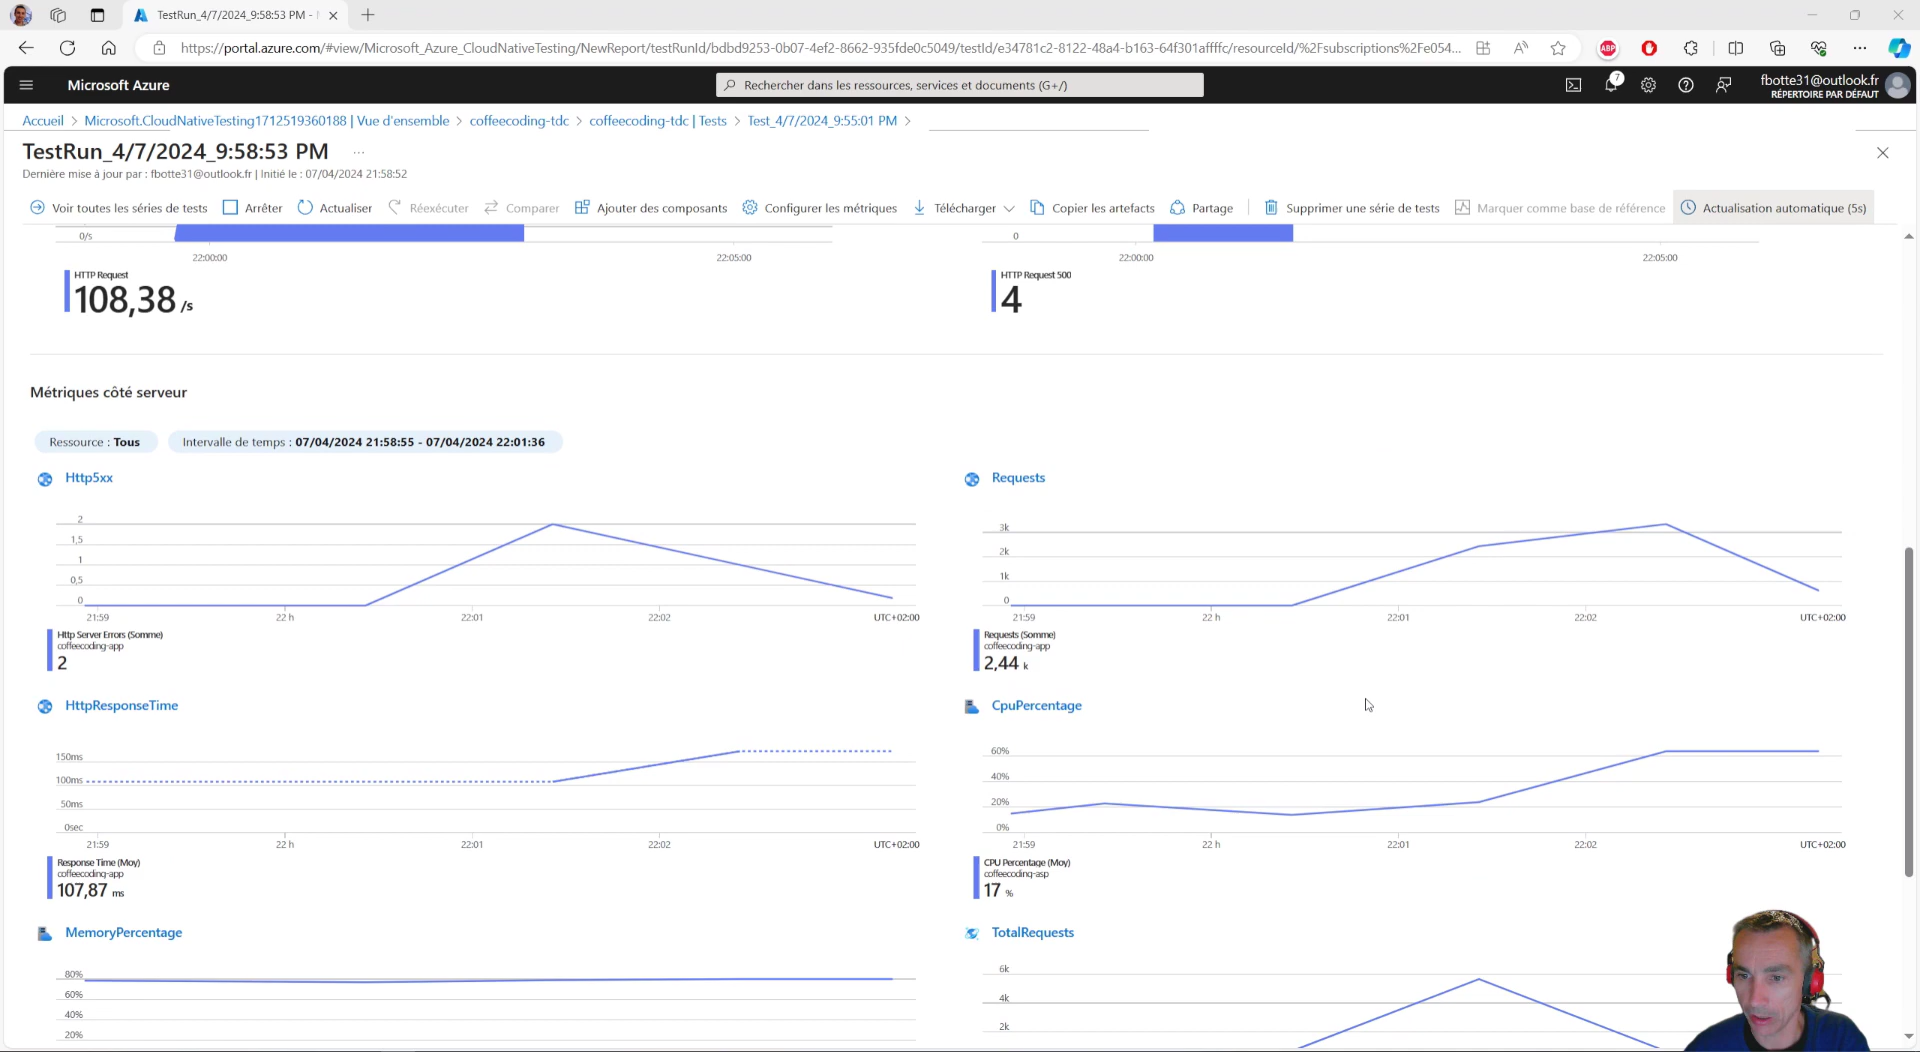 TestRun_4/7/2024_9:58:53 PM -
https://portal.azure.com/#view/Microsoft_Azure_CloudNativeTesting/NewReport/testRunId/bdbd9253-0b07-4ef2-8662-935fde0c5049/testId/e34781c2-8122-48a4-b163-64f301affffc/resourceId/%2Fsubscriptions%2Fe054...
ABP
Microsoft Azure
Rechercher dans les ressources, services et documents (G+/)
7
fbotte31@outlook.fr
RÉPERTOIRE PAR DÉFAUT
Accueil > Microsoft.CloudNativeTesting1712519360188 | Vue d'ensemble > coffeecoding-tdc > coffeecoding-tdc | Tests > Test_4/7/2024_9:55:01 PM >
TestRun_4/7/2024_9:58:53 PM ...
Dernière mise à jour par : fbotte31@outlook.fr | Initié le : 07/04/2024 21:58:52
Voir toutes les séries de tests Arrêter Actualiser Réexécuter Comparer Ajouter des composants Configurer les métriques Télécharger Copier les artefacts Partage Supprimer une série de tests Marquer comme base de référence Actualisation automatique (5s)
0/s
22:00:00 22:05:00
HTTP Request
108,38 /s
0
22:00:00 22:05:00
HTTP Request 500
4
Métriques côté serveur
Ressource : Tous Intervalle de temps : 07/04/2024 21:58:55 - 07/04/2024 22:01:36
Http5xx
2
1,5
1
0,5
0
21:59 22 h 22:01 22:02 UTC+02:00
Http Server Errors (Somme)
coffeecoding-app
2
Requests
3k
2k
1k
0
21:59 22 h 22:01 22:02 UTC+02:00
Requests (Somme)
coffeecoding-app
2,44 k
HttpResponseTime
150ms
100ms
50ms
0sec
21:59 22 h 22:01 22:02 UTC+02:00
Response Time (Moy)
coffeecoding-app
107,87 ms
CpuPercentage
60%
40%
20%
0%
21:59 22 h 22:01 22:02 UTC+02:00
CPU Percentage (Moy)
coffeecoding-asp
17 %
MemoryPercentage
80%
60%
40%
20%
TotalRequests
6k
4k
2k